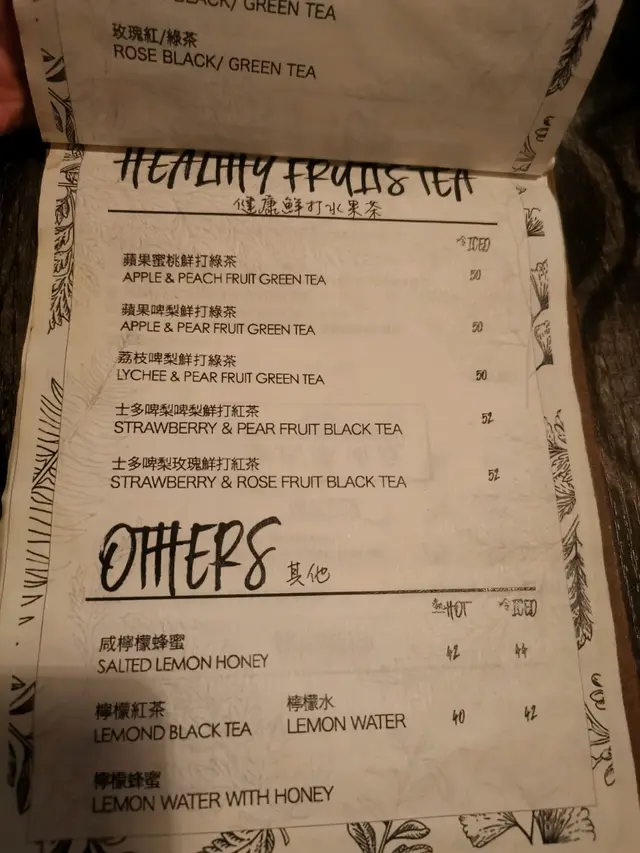 BLACK/ GREEN TEA
玫瑰紅/綠茶
ROSE BLACK/ GREEN TEA
HEALTHY FRUITS TEA
健康鮮打水果茶
冷ICED
蘋果蜜桃鮮打綠茶
APPLE & PEACH FRUIT GREEN TEA 50
蘋果啤梨鮮打綠茶
APPLE & PEAR FRUIT GREEN TEA 50
荔枝啤梨鮮打綠茶
LYCHEE & PEAR FRUIT GREEN TEA 50
士多啤梨啤梨鮮打紅茶
STRAWBERRY & PEAR FRUIT BLACK TEA 52
士多啤梨玫瑰鮮打紅茶
STRAWBERRY & ROSE FRUIT BLACK TEA 52
OTHERS 其他
熱HOT 冷ICED
咸檸檬蜂蜜
SALTED LEMON HONEY 42 44
檸檬紅茶 檸檬水
LEMOND BLACK TEA LEMON WATER 40 42
檸檬蜂蜜
LEMON WATER WITH HONEY